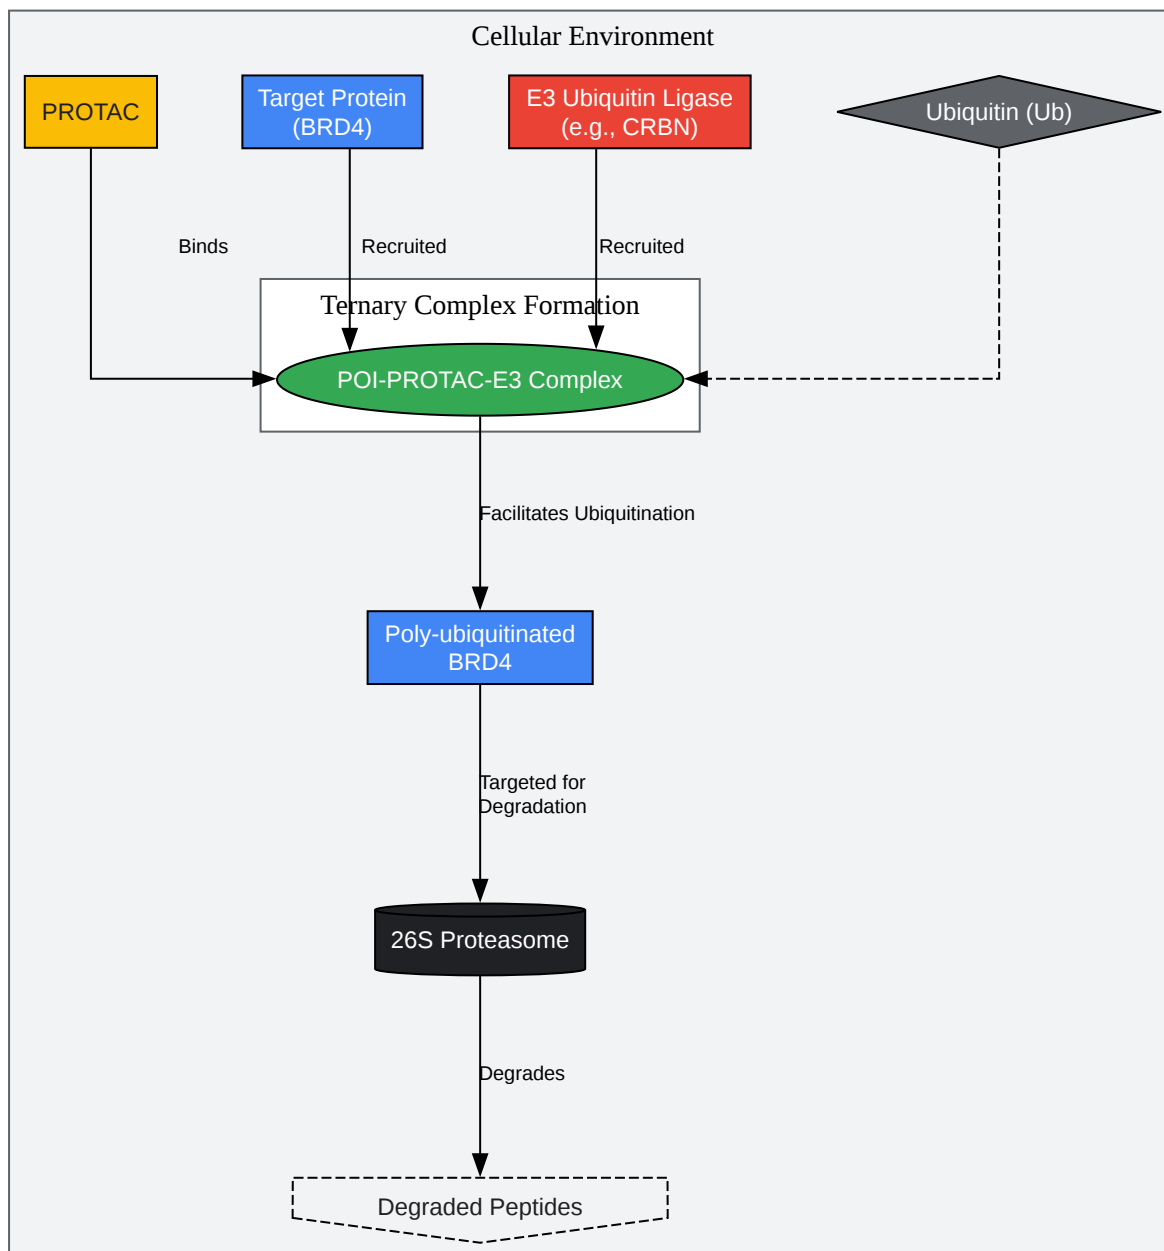 Cellular Environment
PROTAC
Target Protein
(BRD4)
E3 Ubiquitin Ligase
(e.g., CRBN)
Ubiquitin (Ub)
Binds
Recruited
Recruited
Ternary Complex Formation
POI-PROTAC-E3 Complex
Facilitates Ubiquitination
Poly-ubiquitinated
BRD4
Targeted for
Degradation
26S Proteasome
Degrades
Degraded Peptides